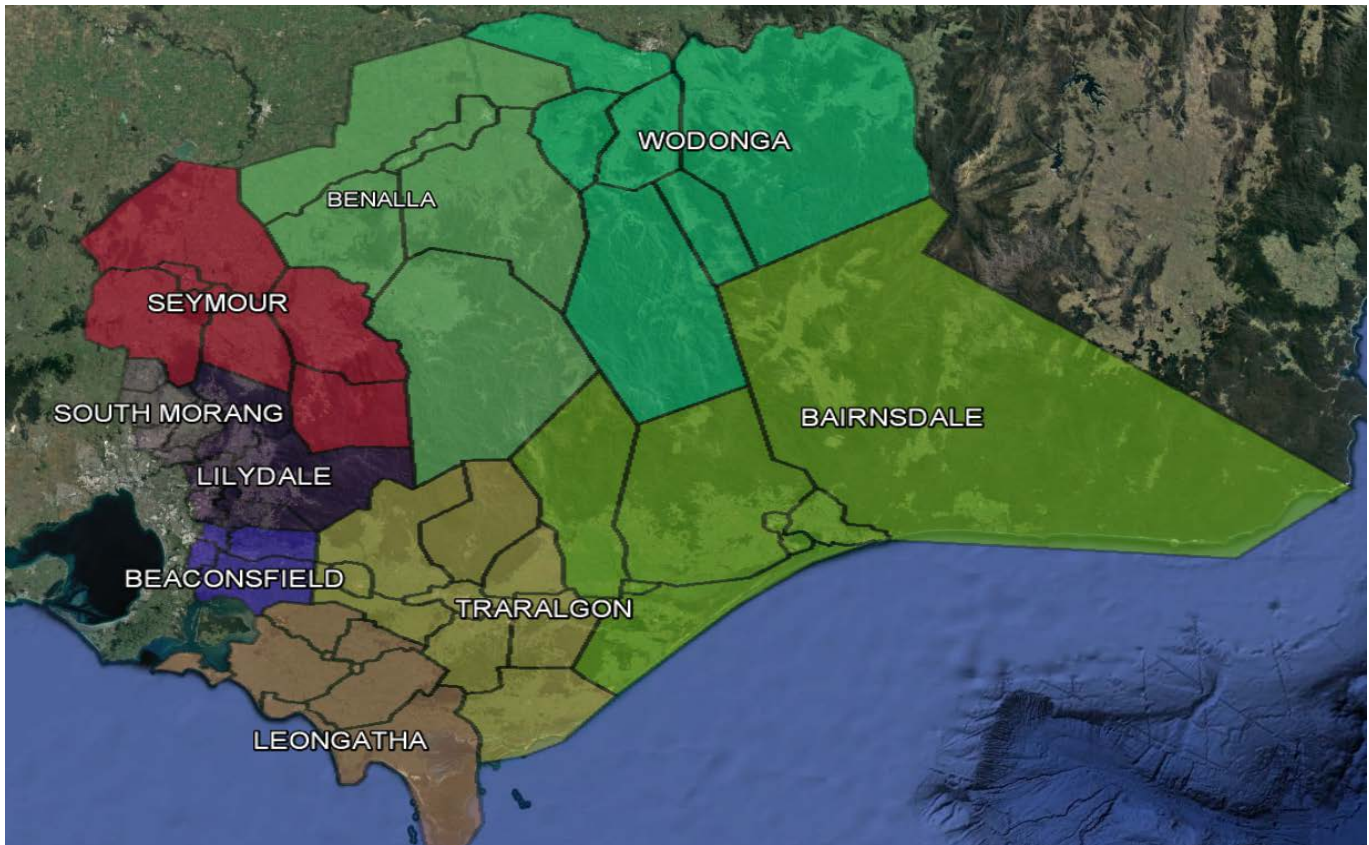 WODONGA
BENALLA
SEYMOUR
SOUTH MORANG
BAIRNSDALE
LILYDALE
BEACONSFIELD
TRARALGON
LEONGATHA